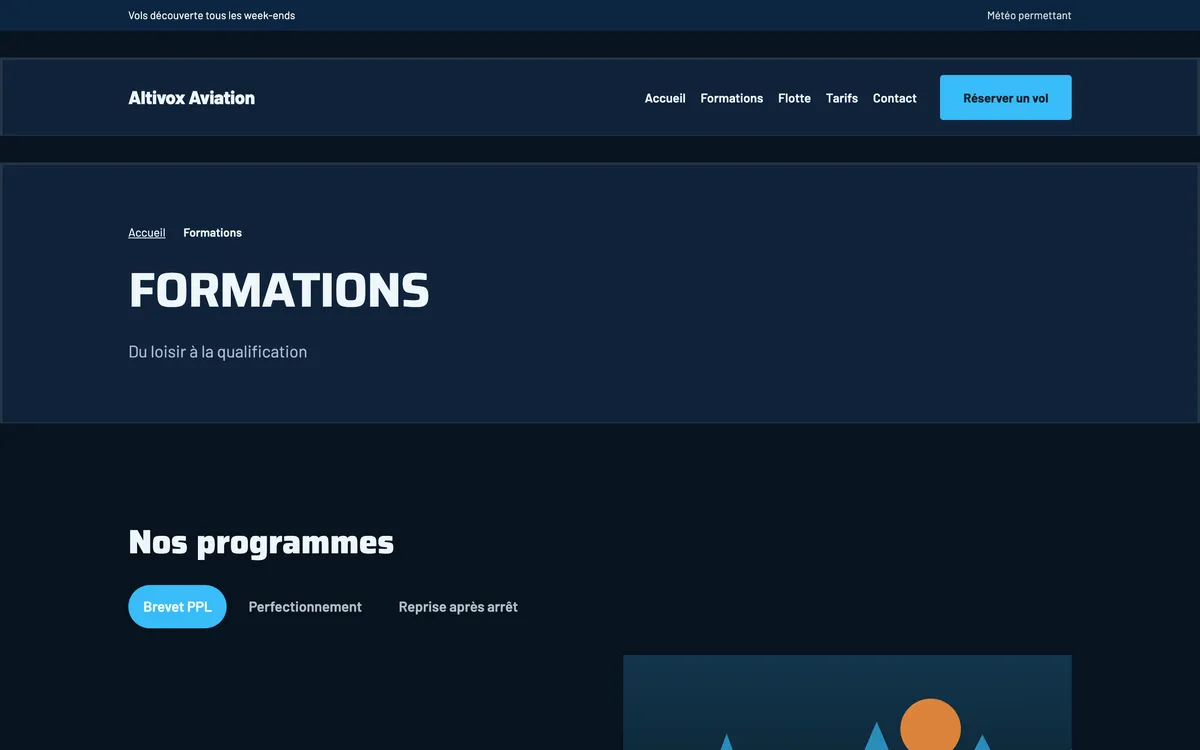 Vols découverte tous les week-ends
Météo permettant
Altivox Aviation
Accueil Formations Flotte Tarifs Contact Réserver un vol
Accueil Formations
FORMATIONS
Du loisir à la qualification
Nos programmes
Brevet PPL Perfectionnement Reprise après arrêt